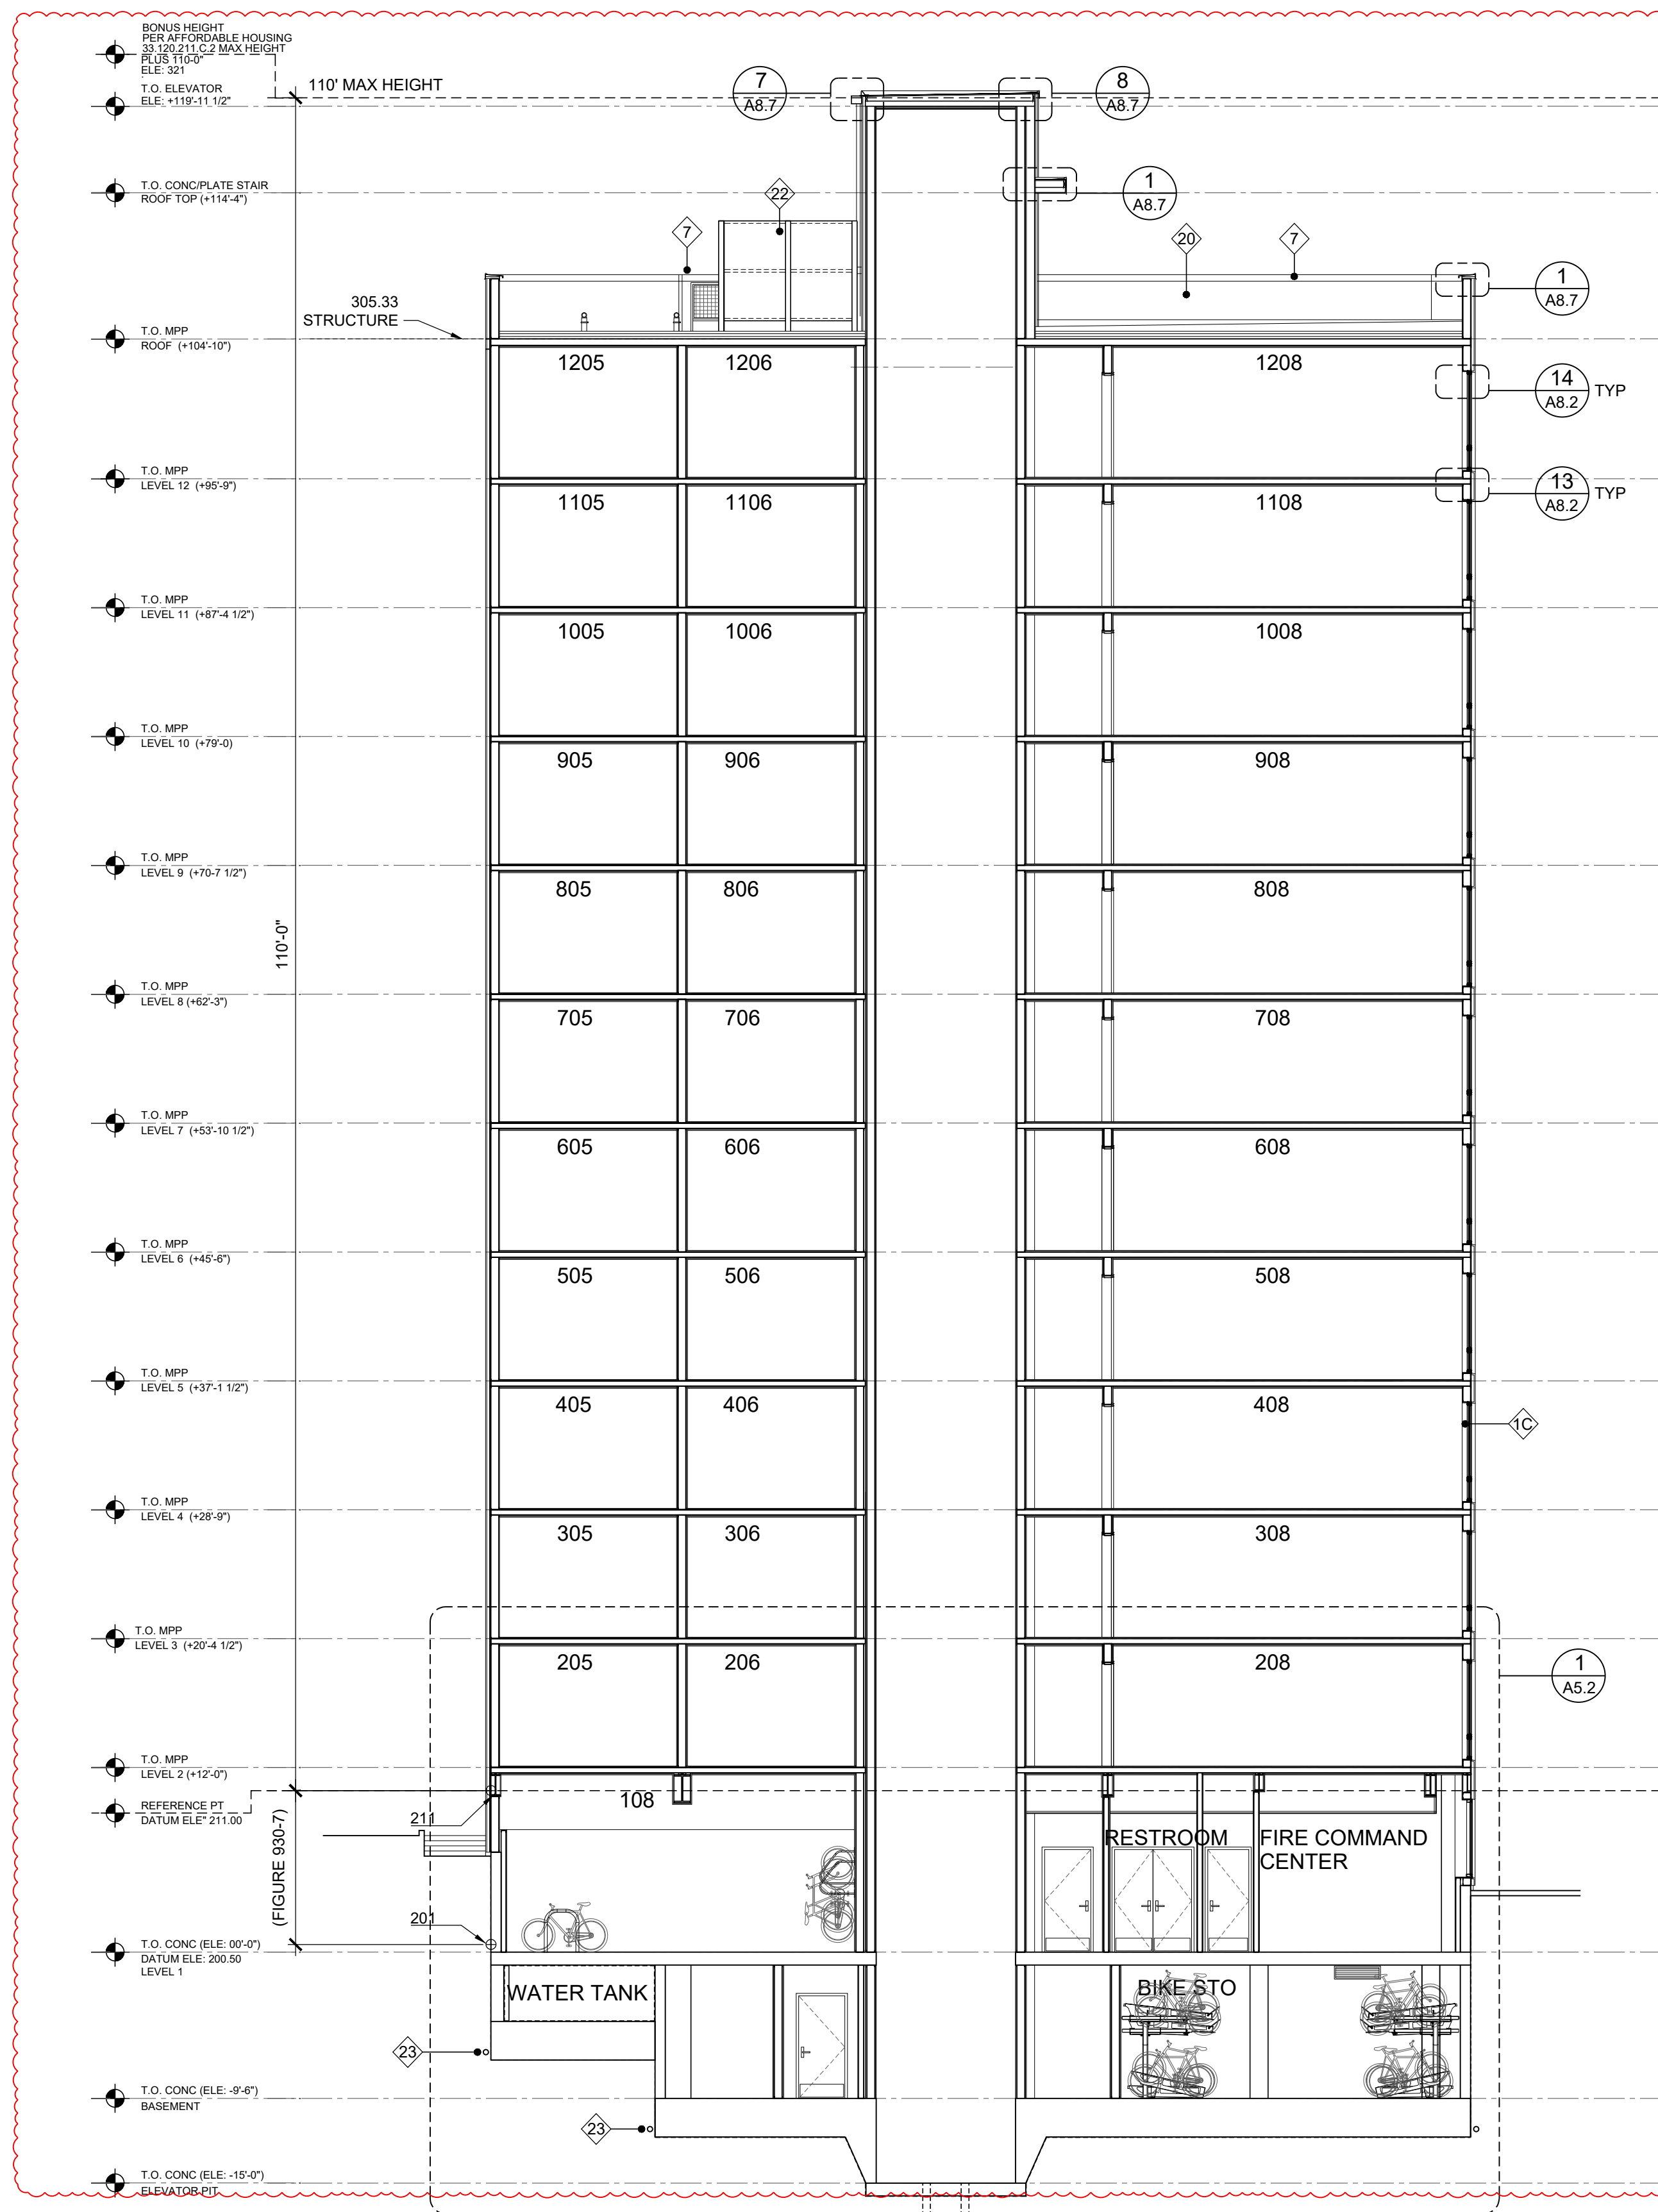 BONUS HEIGHT
PER AFFORDABLE HOUSING
33.120.211.C.2 MAX HEIGHT
PLUS 110-0"
ELE: 321
T.O. ELEVATOR
ELE: +119'-11 1/2"
110' MAX HEIGHT
7
A8.7
8
A8.7
T.O. CONC/PLATE STAIR
ROOF TOP (+114'-4")
22
1
A8.7
7
20
7
1
A8.7
305.33
STRUCTURE
T.O. MPP
ROOF (+104'-10")
1205
1206
1208
14
A8.2
TYP
T.O. MPP
LEVEL 12 (+95'-9")
1105
1106
1108
13
A8.2
TYP
T.O. MPP
LEVEL 11 (+87'-4 1/2")
1005
1006
1008
T.O. MPP
LEVEL 10 (+79'-0)
905
906
908
T.O. MPP
LEVEL 9 (+70-7 1/2")
805
806
808
110'-0"
T.O. MPP
LEVEL 8 (+62'-3")
705
706
708
T.O. MPP
LEVEL 7 (+53'-10 1/2")
605
606
608
T.O. MPP
LEVEL 6 (+45'-6")
505
506
508
T.O. MPP
LEVEL 5 (+37'-1 1/2")
405
406
408
1C
T.O. MPP
LEVEL 4 (+28'-9")
305
306
308
T.O. MPP
LEVEL 3 (+20'-4 1/2")
205
206
208
1
A5.2
T.O. MPP
LEVEL 2 (+12'-0")
REFERENCE PT
DATUM ELE" 211.00
211
108
(FIGURE 930-7)
RESTROOM
FIRE COMMAND
CENTER
201
T.O. CONC (ELE: 00'-0")
DATUM ELE: 200.50
LEVEL 1
WATER TANK
BIKE STO
23
T.O. CONC (ELE: -9'-6")
BASEMENT
23
T.O. CONC (ELE: -15'-0")
ELEVATOR PIT